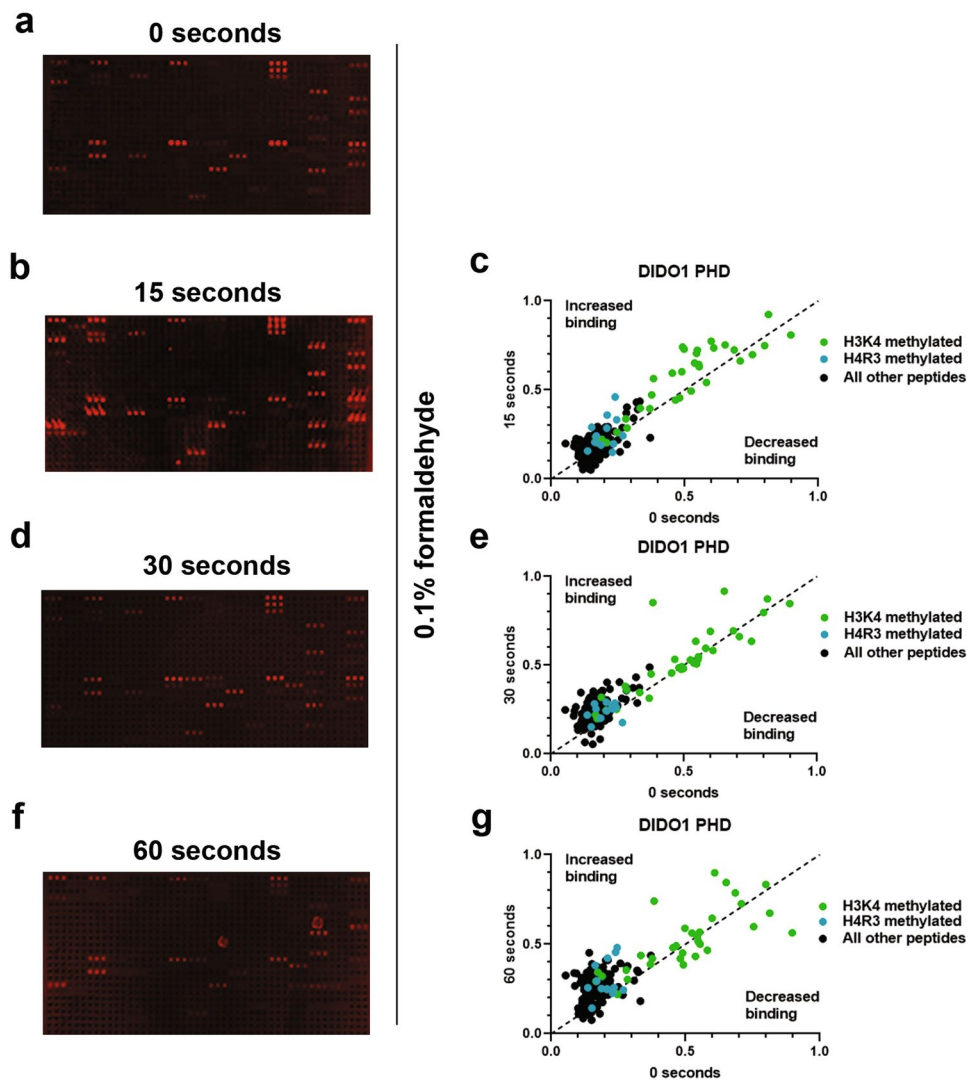 a
0 seconds
b
15 seconds
d
30 seconds
f
60 seconds
0.1% formaldehyde
c
DIDO1 PHD
1.0
0.5
0.0
15 seconds
Increased
binding
Decreased
binding
0.0
0.5
1.0
0 seconds
H3K4 methylated
H4R3 methylated
All other peptides
e
DIDO1 PHD
1.0
0.5
0.0
30 seconds
Increased
binding
Decreased
binding
0.0
0.5
1.0
0 seconds
H3K4 methylated
H4R3 methylated
All other peptides
g
DIDO1 PHD
1.0
0.5
0.0
60 seconds
Increased
binding
Decreased
binding
0.0
0.5
1.0
0 seconds
H3K4 methylated
H4R3 methylated
All other peptides